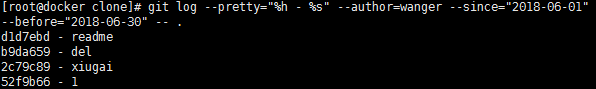 [root@docker clone]# git log --pretty="%h - %s" --author=wanger --since="2018-06-01"
--before="2018-06-30" -- .
d1d7ebd - readme
b9da659 - del
2c79c89 - xiugai
52f9b66 - 1